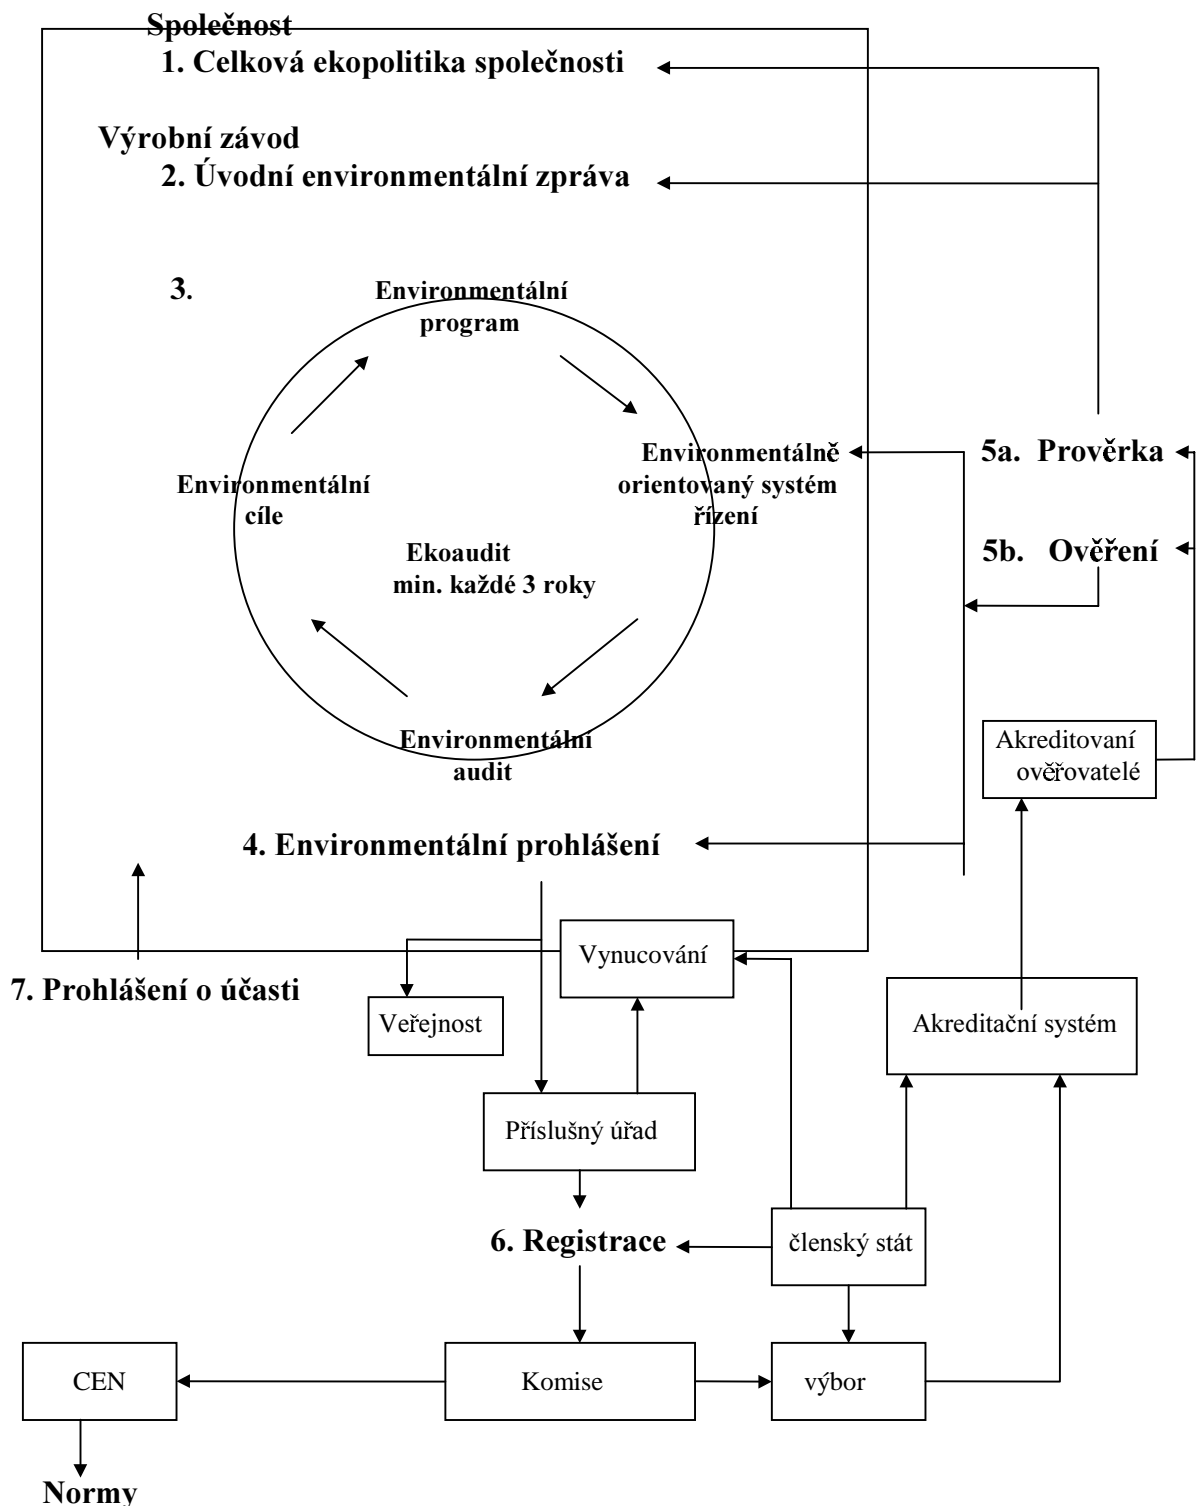 Společnost
1. Celková ekopolitika společnosti
Výrobní závod
2. Úvodní environmentální zpráva
3.
Environmentální
program
Environmentálně
orientovaný systém
řízení
5a. Prověrka
Environmentální
cíle
Ekoaudit
min. každé 3 roky
5b. Ověření
Environmentální
audit
Akreditovaní
ověřovatelé
4. Environmentální prohlášení
Vynucování
7. Prohlášení o účasti
Veřejnost
Akreditační systém
Příslušný úřad
6. Registrace
členský stát
CEN
Komise
výbor
Normy